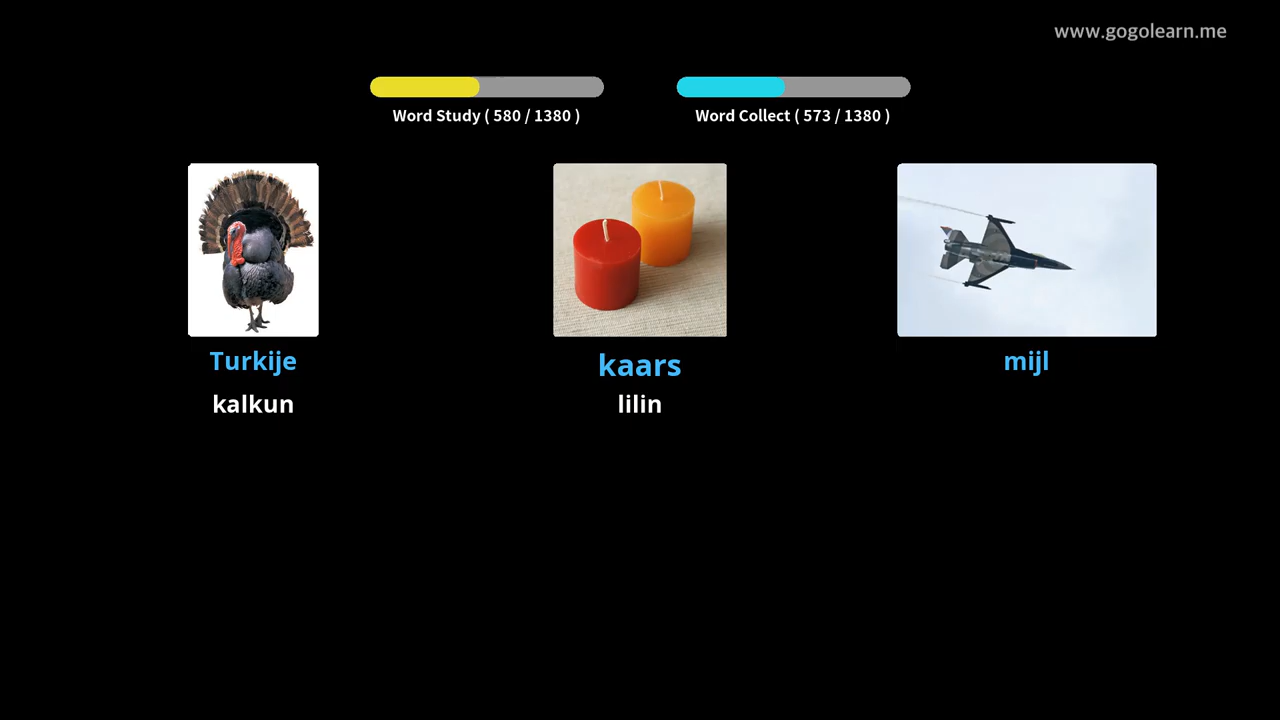 www.gogolearn.me
Word Study ( 580 / 1380 )
Word Collect ( 573 / 1380 )
Turkije
kaars
mijl
kalkun
lilin